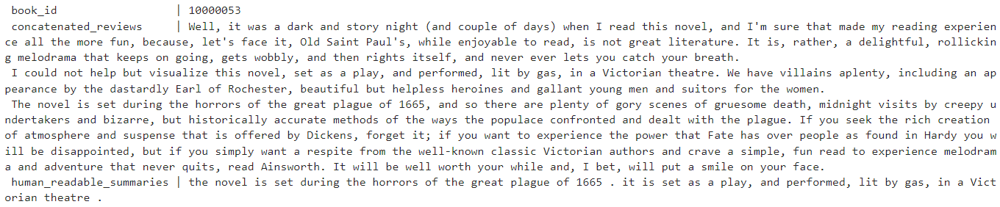 book_id | 10000053
concatenated_reviews | Well, it was a dark and story night (and couple of days) when I read this novel, and I'm sure that made my reading experien
ce all the more fun, because, let's face it, Old Saint Paul's, while enjoyable to read, is not great literature. It is, rather, a delightful, rollickin
g melodrama that keeps on going, gets wobbly, and then rights itself, and never ever lets you catch your breath.
I could not help but visualize this novel, set as a play, and performed, lit by gas, in a Victorian theatre. We have villains aplenty, including an ap
pearance by the dastardly Earl of Rochester, beautiful but helpless heroines and gallant young men and suitors for the women.
The novel is set during the horrors of the great plague of 1665, and so there are plenty of gory scenes of gruesome death, midnight visits by creepy u
ndertakers and bizarre, but historically accurate methods of the ways the populace confronted and dealt with the plague. If you seek the rich creation
of atmosphere and suspense that is offered by Dickens, forget it; if you want to experience the power that Fate has over people as found in Hardy you w
ill be disappointed, but if you simply want a respite from the well-known classic Victorian authors and crave a simple, fun read to experience melodram
a and adventure that never quits, read Ainsworth. It will be well worth your while and, I bet, will put a smile on your face.
human_readable_summaries | the novel is set during the horrors of the great plague of 1665 . it is set as a play, and performed, lit by gas, in a Vict
orian theatre .